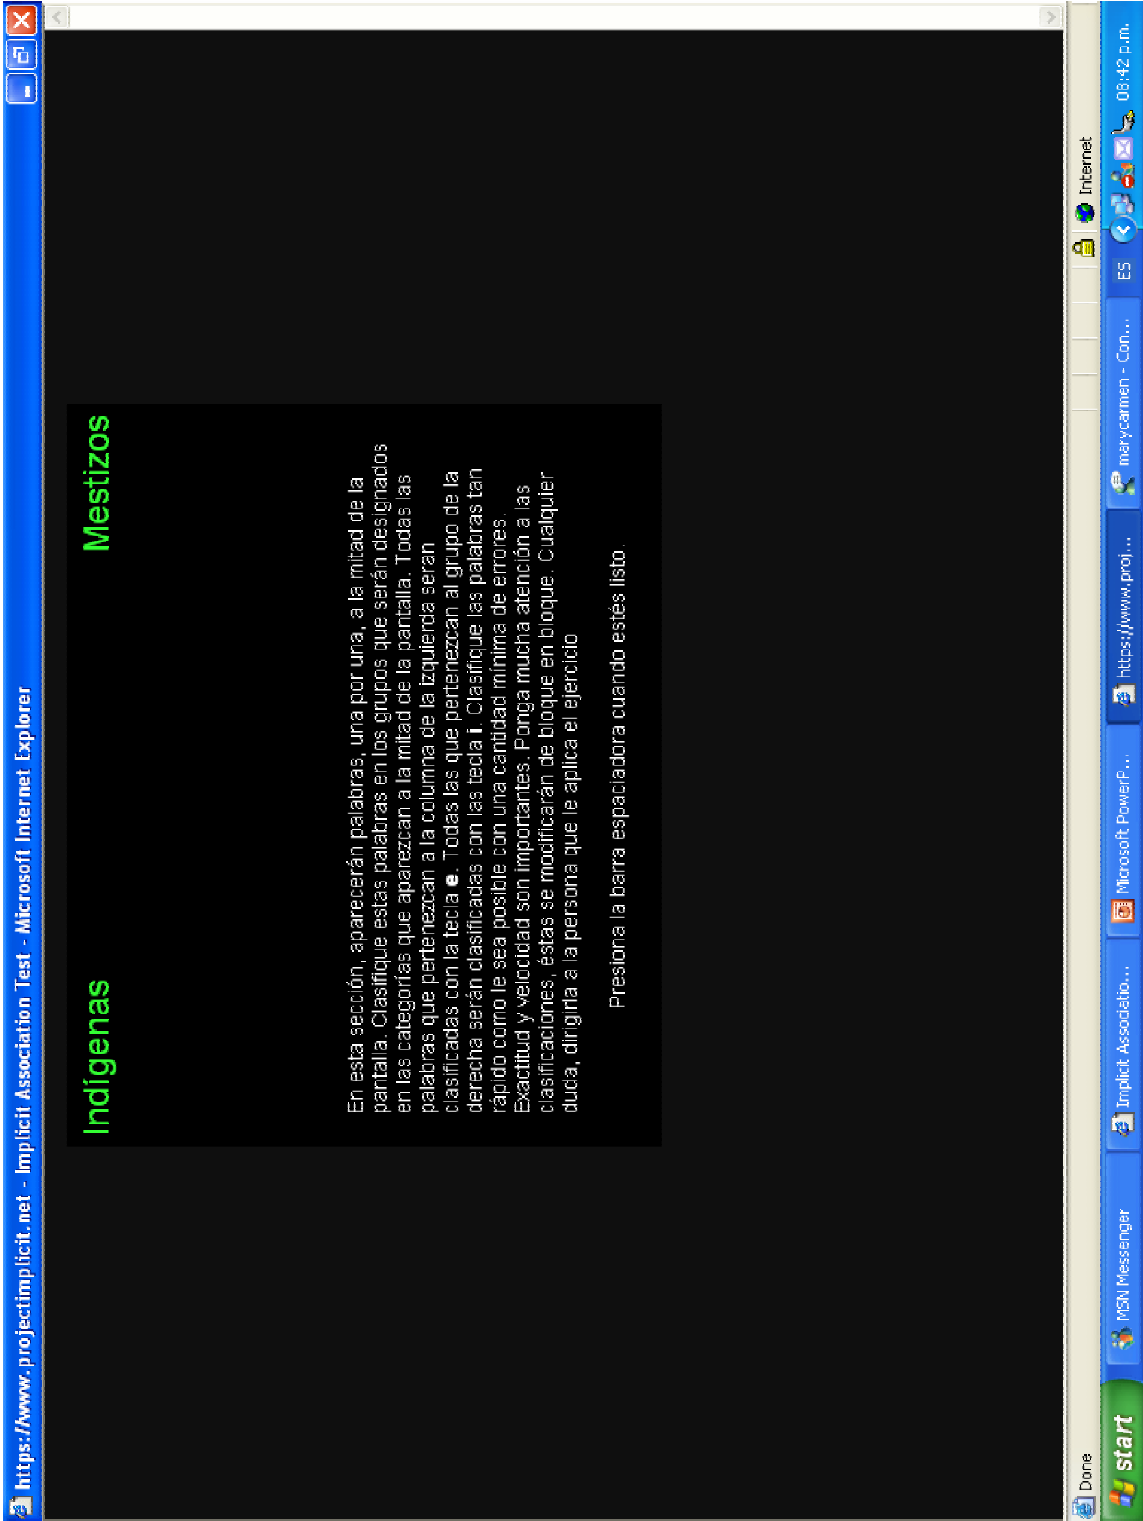 https://www.projectimplicit.net - Implicit Association Test - Microsoft Internet Explorer
Indígenas
Mestizos
En esta sección, aparecerán palabras, una por una, a la mitad de la
pantalla. Clasifique estas palabras en los grupos que serán designados
en las categorías que aparezcan a la mitad de la pantalla. Todas las
palabras que pertenezcan a la columna de la izquierda seran
clasificadas con la tecla e. Todas las que pertenezcan al grupo de la
derecha serán clasificadas con las tecla i. Clasifique las palabras tan
rápido como le sea posible con una cantidad mínima de errores.
Exactitud y velocidad son importantes. Ponga mucha atención a las
clasificaciones, éstas se modificarán de bloque en bloque. Cualquier
duda, dirigirla a la persona que le aplica el ejercicio
Presiona la barra espaciadora cuando estés listo.
Done
Internet
start
MSN Messenger
Implicit Associatio...
Microsoft PowerP...
https://www.proj...
marycarmen - Con...
ES
08:42 p.m.